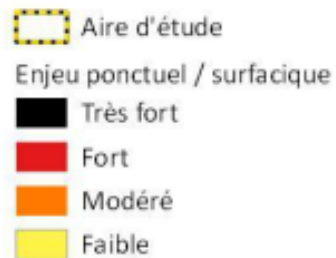 Aire d'étude
Enjeu ponctuel / surfacique
Très fort
Fort
Modéré
Faible